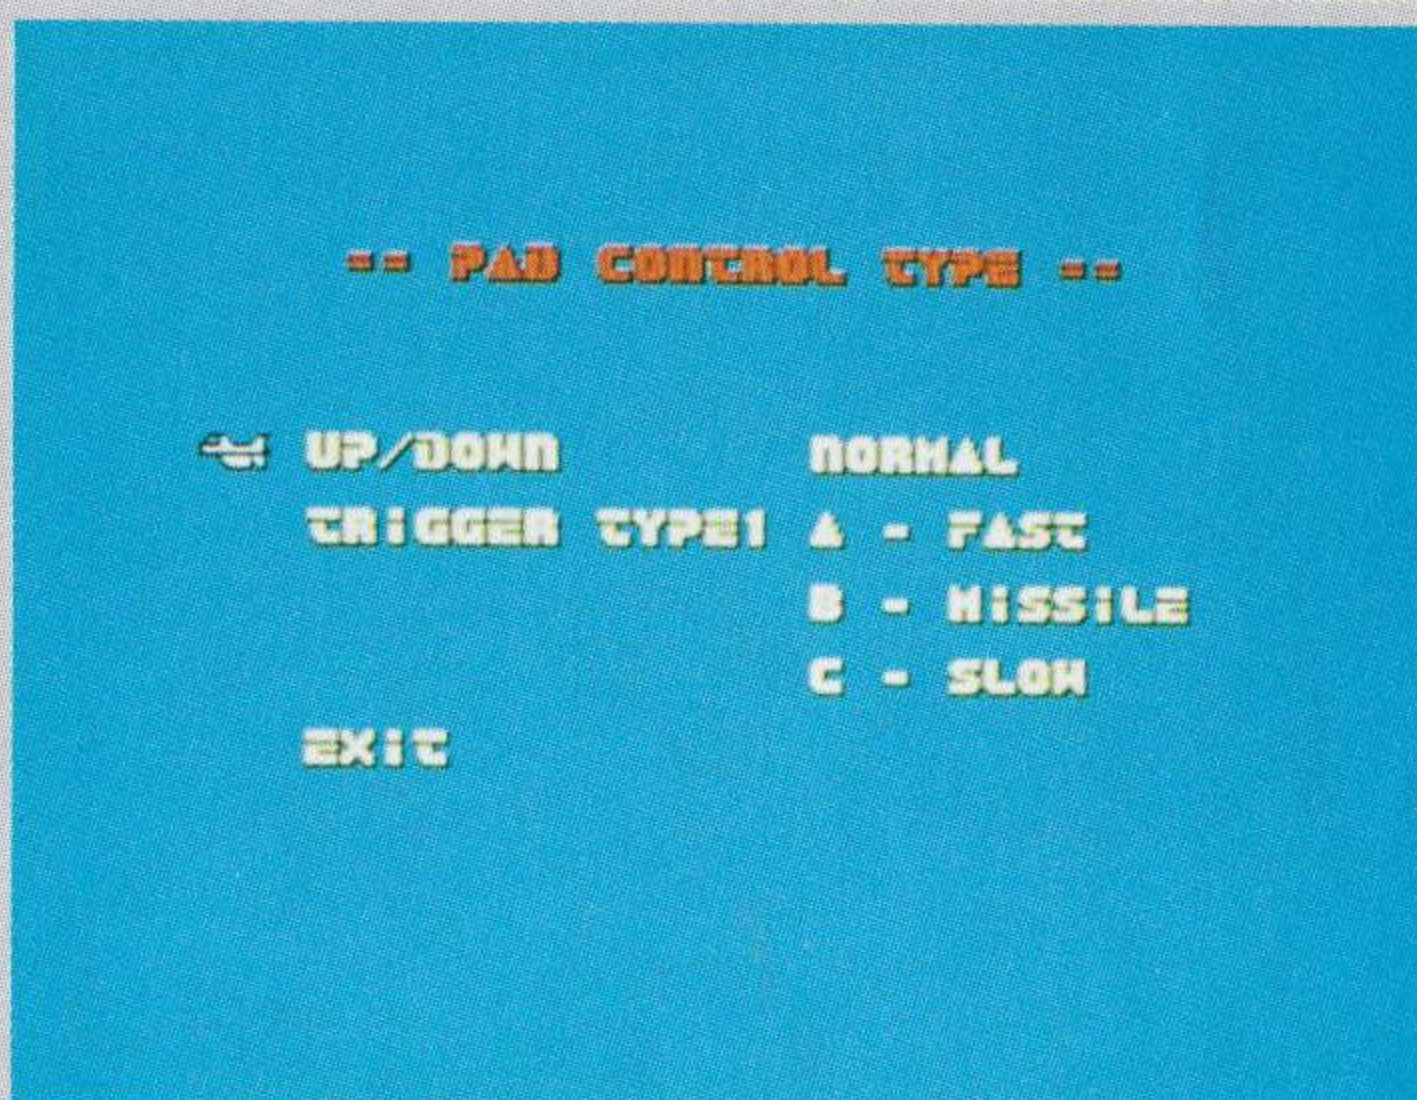 -- PAD CONTROL TYPE --
UP/DOWN NORMAL
TRiGGER TYPE1 A - FAST
B - MiSSiLE
C - SLOW
EXiT